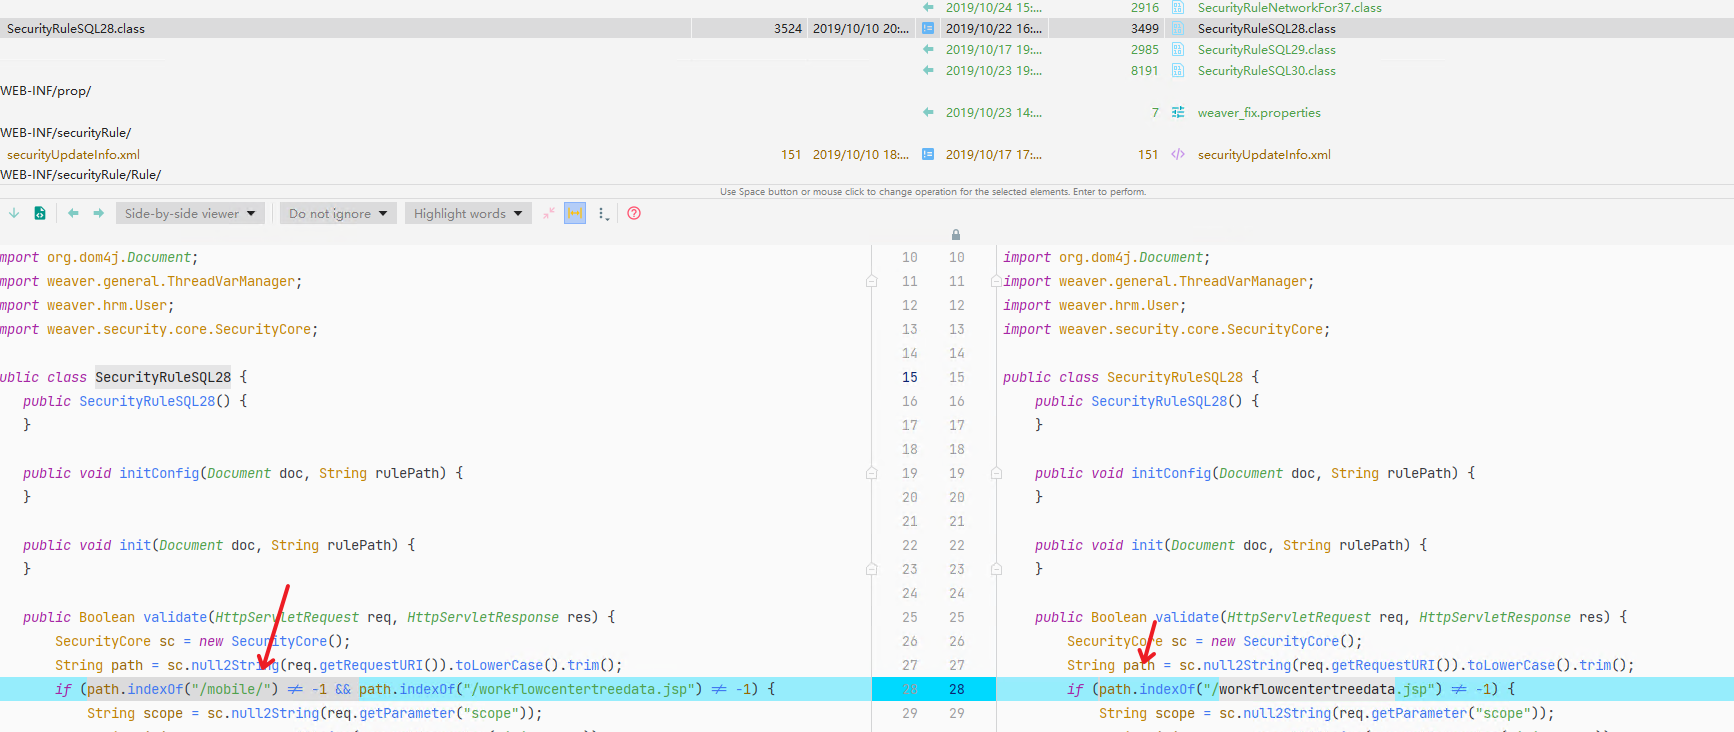 2019/10/24 15:... 2916 SecurityRuleNetworkFor37.class
SecurityRuleSQL28.class 3524 2019/10/10 20:... 2019/10/22 16:... 3499 SecurityRuleSQL28.class
2019/10/17 19:... 2985 SecurityRuleSQL29.class
2019/10/23 19:... 8191 SecurityRuleSQL30.class
WEB-INF/prop/
2019/10/23 14:... 7 weaver_fix.properties
WEB-INF/securityRule/
securityUpdateInfo.xml 151 2019/10/10 18:... 2019/10/17 17:... 151 securityUpdateInfo.xml
WEB-INF/securityRule/Rule/
Use Space button or mouse click to change operation for the selected elements. Enter to perform.
Side-by-side viewer Do not ignore Highlight words
mport org.dom4j.Document; 10 10 import org.dom4j.Document;
mport weaver.general.ThreadVarManager; 11 11 import weaver.general.ThreadVarManager;
mport weaver.hrm.User; 12 12 import weaver.hrm.User;
mport weaver.security.core.SecurityCore; 13 13 import weaver.security.core.SecurityCore;
14 14
ublic class SecurityRuleSQL28 { 15 15 public class SecurityRuleSQL28 {
public SecurityRuleSQL28() { 16 16 public SecurityRuleSQL28() {
} 17 17 }
18 18
public void initConfig(Document doc, String rulePath) { 19 19 public void initConfig(Document doc, String rulePath) {
} 20 20 }
21 21
public void init(Document doc, String rulePath) { 22 22 public void init(Document doc, String rulePath) {
} 23 23 }
24 24
public Boolean validate(HttpServletRequest req, HttpServletResponse res) { 25 25 public Boolean validate(HttpServletRequest req, HttpServletResponse res) {
SecurityCore sc = new SecurityCore(); 26 26 SecurityCore sc = new SecurityCore();
String path = sc.null2String(req.getRequestURI()).toLowerCase().trim(); 27 27 String path = sc.null2String(req.getRequestURI()).toLowerCase().trim();
if (path.indexOf("/mobile/") != -1 && path.indexOf("/workflowcentertreedata.jsp") != -1) { 28 28 if (path.indexOf("/workflowcentertreedata.jsp") != -1) {
String scope = sc.null2String(req.getParameter("scope")); 29 29 String scope = sc.null2String(req.getParameter("scope"));